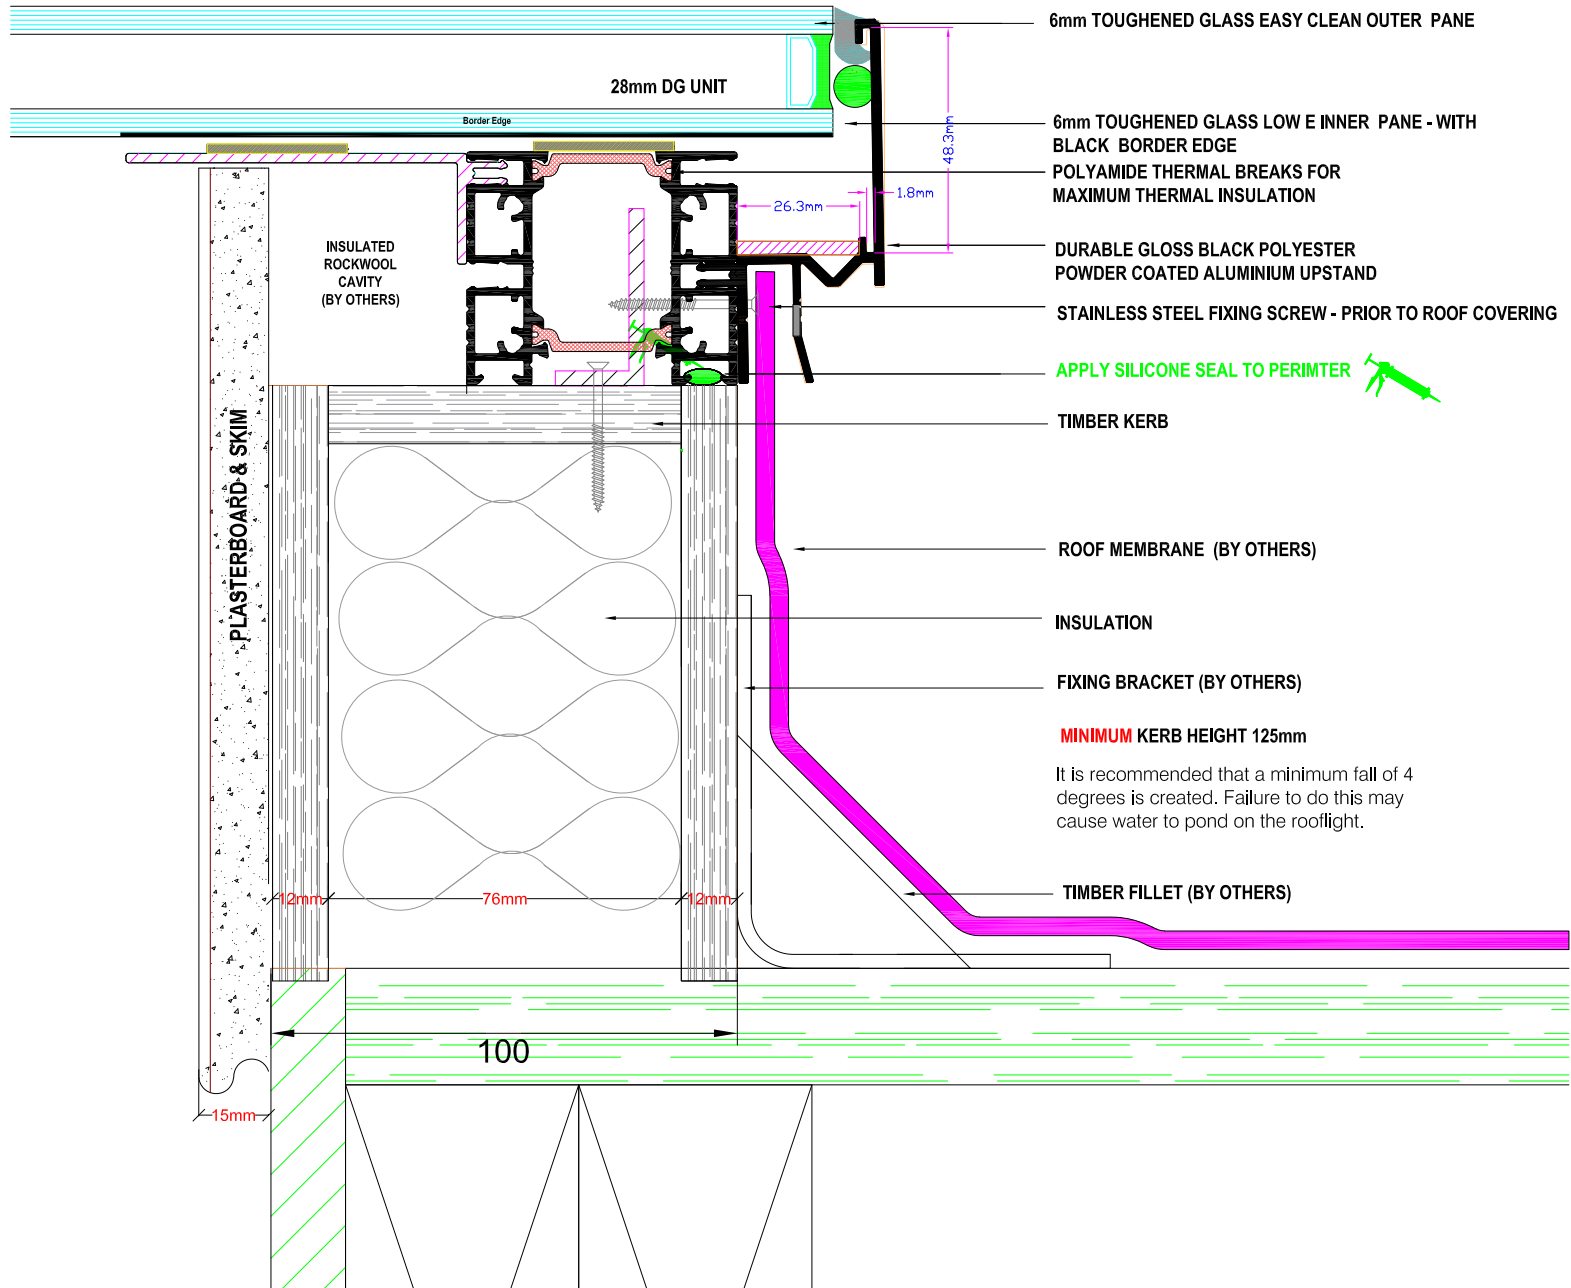 6mm TOUGHENED GLASS EASY CLEAN OUTER PANE
28mm DG UNIT
Border Edge
6mm TOUGHENED GLASS LOW E INNER PANE - WITH
BLACK BORDER EDGE
48.3mm
POLYAMIDE THERMAL BREAKS FOR
MAXIMUM THERMAL INSULATION
1.8mm
26.3mm
INSULATED
ROCKWOOL
CAVITY
(BY OTHERS)
DURABLE GLOSS BLACK POLYESTER
POWDER COATED ALUMINIUM UPSTAND
STAINLESS STEEL FIXING SCREW - PRIOR TO ROOF COVERING
APPLY SILICONE SEAL TO PERIMTER
TIMBER KERB
PLASTERBOARD & SKIM
ROOF MEMBRANE (BY OTHERS)
INSULATION
FIXING BRACKET (BY OTHERS)
MINIMUM KERB HEIGHT 125mm
It is recommended that a minimum fall of 4
degrees is created. Failure to do this may
cause water to pond on the rooflight.
TIMBER FILLET (BY OTHERS)
12mm
76mm
12mm
100
15mm